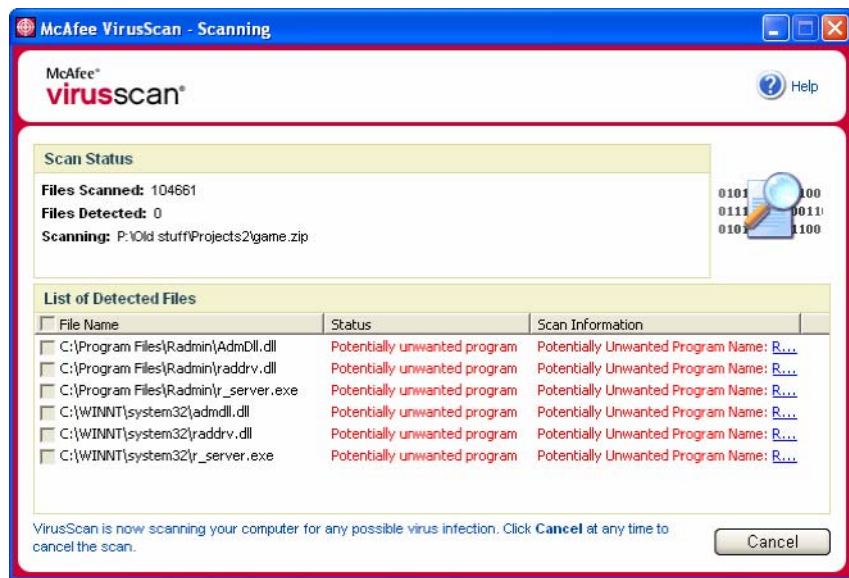 McAfee VirusScan - Scanning
McAfee®
virusscan®
Help
Scan Status
Files Scanned: 104661
Files Detected: 0
Scanning: P:\Old stuff\Projects2\game.zip
0101 100
0111 0011
0101 1100
List of Detected Files
File Name Status Scan Information
C:\Program Files\Radmin\AdmDll.dll Potentially unwanted program Potentially Unwanted Program Name: R...
C:\Program Files\Radmin\raddrv.dll Potentially unwanted program Potentially Unwanted Program Name: R...
C:\Program Files\Radmin\r_server.exe Potentially unwanted program Potentially Unwanted Program Name: R...
C:\WINNT\system32\admdll.dll Potentially unwanted program Potentially Unwanted Program Name: R...
C:\WINNT\system32\raddrv.dll Potentially unwanted program Potentially Unwanted Program Name: R...
C:\WINNT\system32\r_server.exe Potentially unwanted program Potentially Unwanted Program Name: R...
VirusScan is now scanning your computer for any possible virus infection. Click Cancel at any time to
cancel the scan.
Cancel